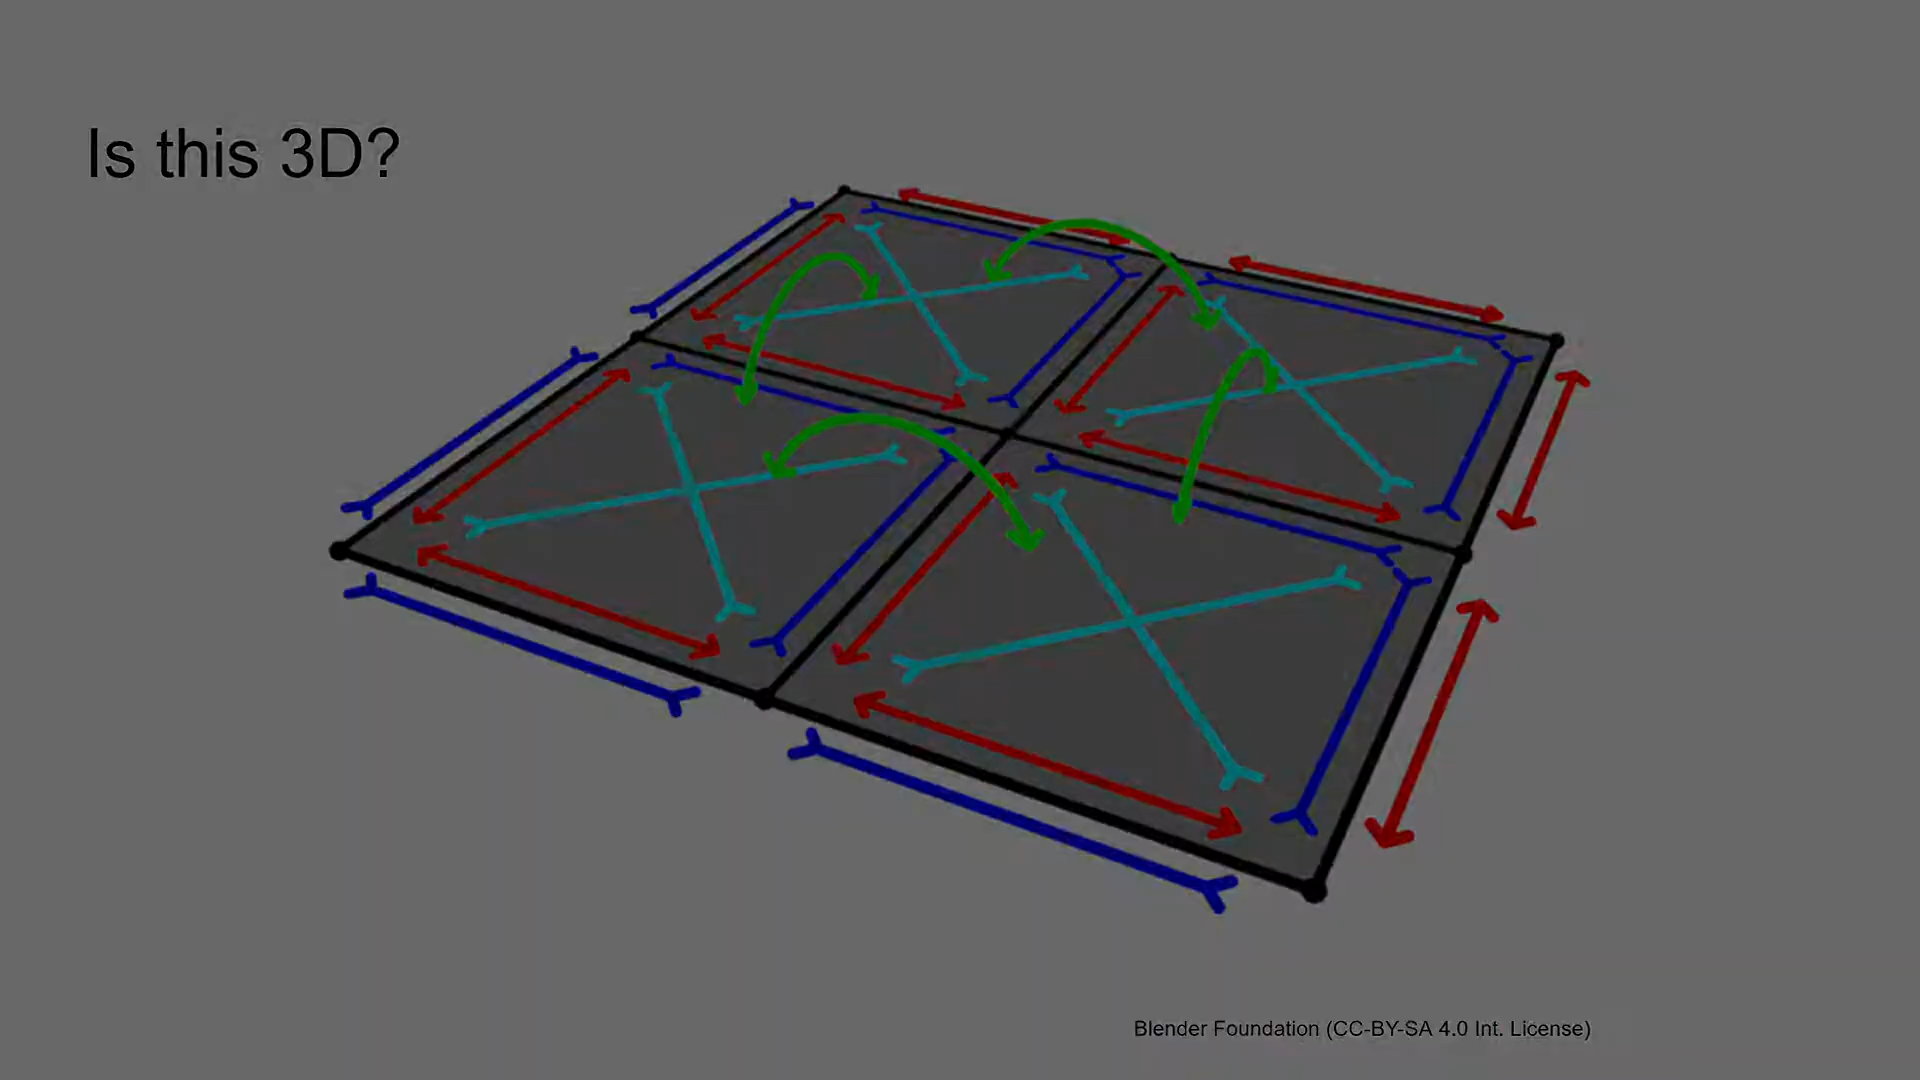 Is this 3D?
Blender Foundation (CC-BY-SA 4.0 Int. License)